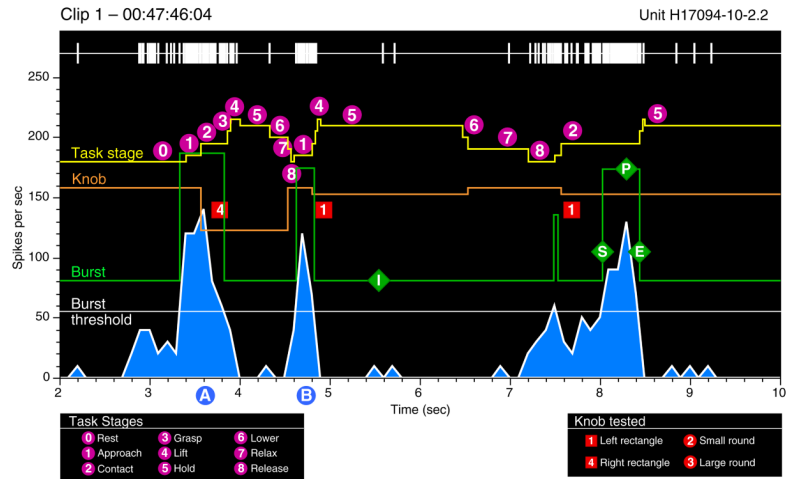 Clip 1 – 00:47:46:04
Unit H17094-10-2.2
250
200
150
100
50
0
Spikes per sec
Task stage
Knob
Burst
Burst
threshold
0
1
2
3
4
5
6
7
8
1
4
5
6
7
8
2
5
4
1
1
I
S
P
E
2
3
4
5
6
7
8
9
10
A
B
Time (sec)
Task Stages
0 Rest
3 Grasp
6 Lower
1 Approach
4 Lift
7 Relax
2 Contact
5 Hold
8 Release
Knob tested
1 Left rectangle
2 Small round
4 Right rectangle
3 Large round